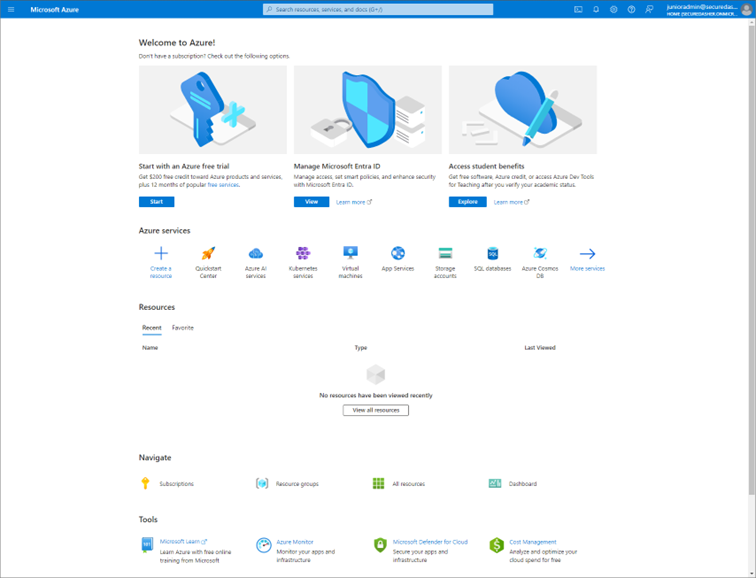 Microsoft Azure
Search resources, services, and docs (G+/)
junioradmin@securedas...
HOME (SECUREDASHER.ONMICR...
Welcome to Azure!
Don't have a subscription? Check out the following options.
Start with an Azure free trial
Get $200 free credit toward Azure products and services,
plus 12 months of popular free services.
Start
Manage Microsoft Entra ID
Manage access, set smart policies, and enhance security
with Microsoft Entra ID.
View
Learn more
Access student benefits
Get free software, Azure credit, or access Azure Dev Tools
for Teaching after you verify your academic status.
Explore
Learn more
Azure services
Create a
resource
Quickstart
Center
Azure AI
services
Kubernetes
services
Virtual
machines
App Services
Storage
accounts
SQL
SQL databases
Azure Cosmos
DB
More services
Resources
Recent
Favorite
Name
Type
Last Viewed
No resources have been viewed recently
View all resources
Navigate
Subscriptions
Resource groups
All resources
Dashboard
Tools
Microsoft Learn
Learn Azure with free online
training from Microsoft
Azure Monitor
Monitor your apps and
infrastructure
Microsoft Defender for Cloud
Secure your apps and
infrastructure
$
Cost Management
Analyze and optimize your
cloud spend for free